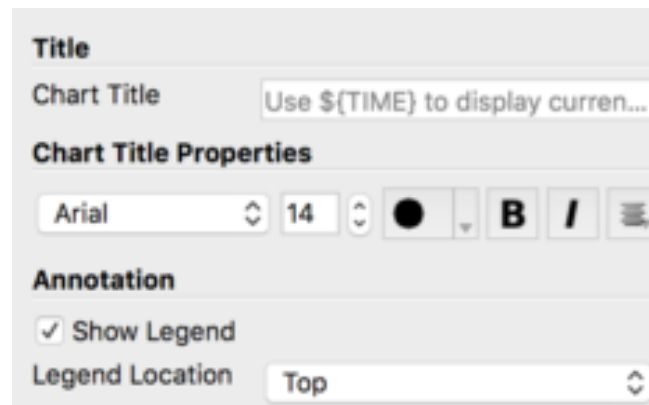 Title
Chart Title Use ${TIME} to display curren...
Chart Title Properties
Arial 14 B I
Annotation
Show Legend
Legend Location Top